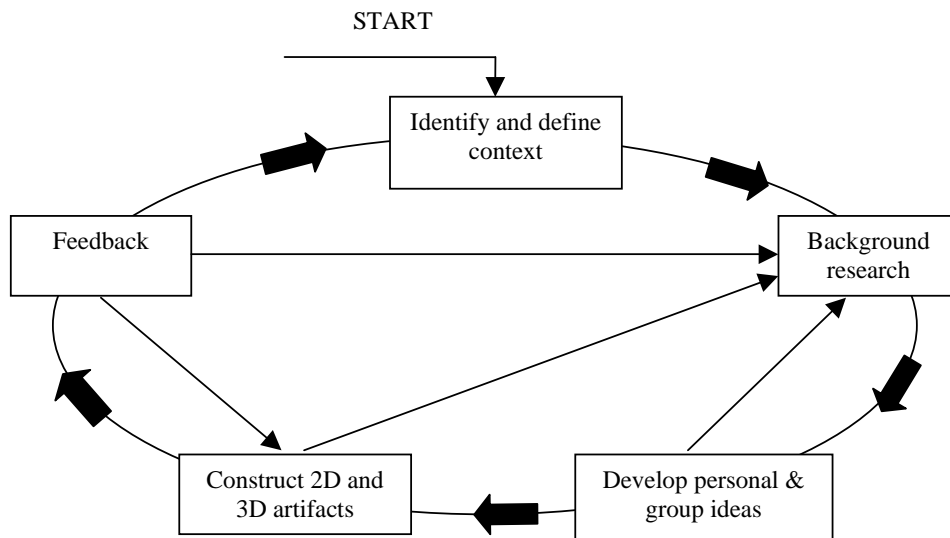 START
Identify and define
context
Feedback
Background
research
Construct 2D and
3D artifacts
Develop personal &
group ideas